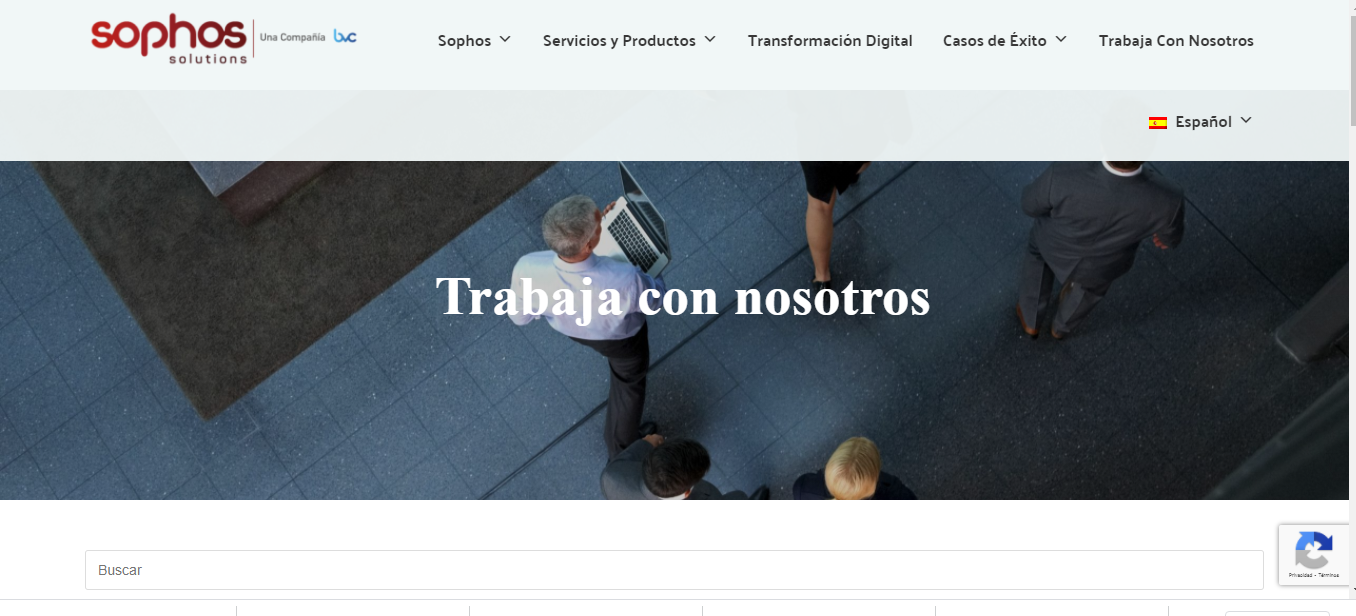 sophos
solutions
Una Compañía bvc
Sophos
Servicios y Productos
Transformación Digital
Casos de Éxito
Trabaja Con Nosotros
Español
Trabaja con nosotros
Buscar
Privacidad - Términos